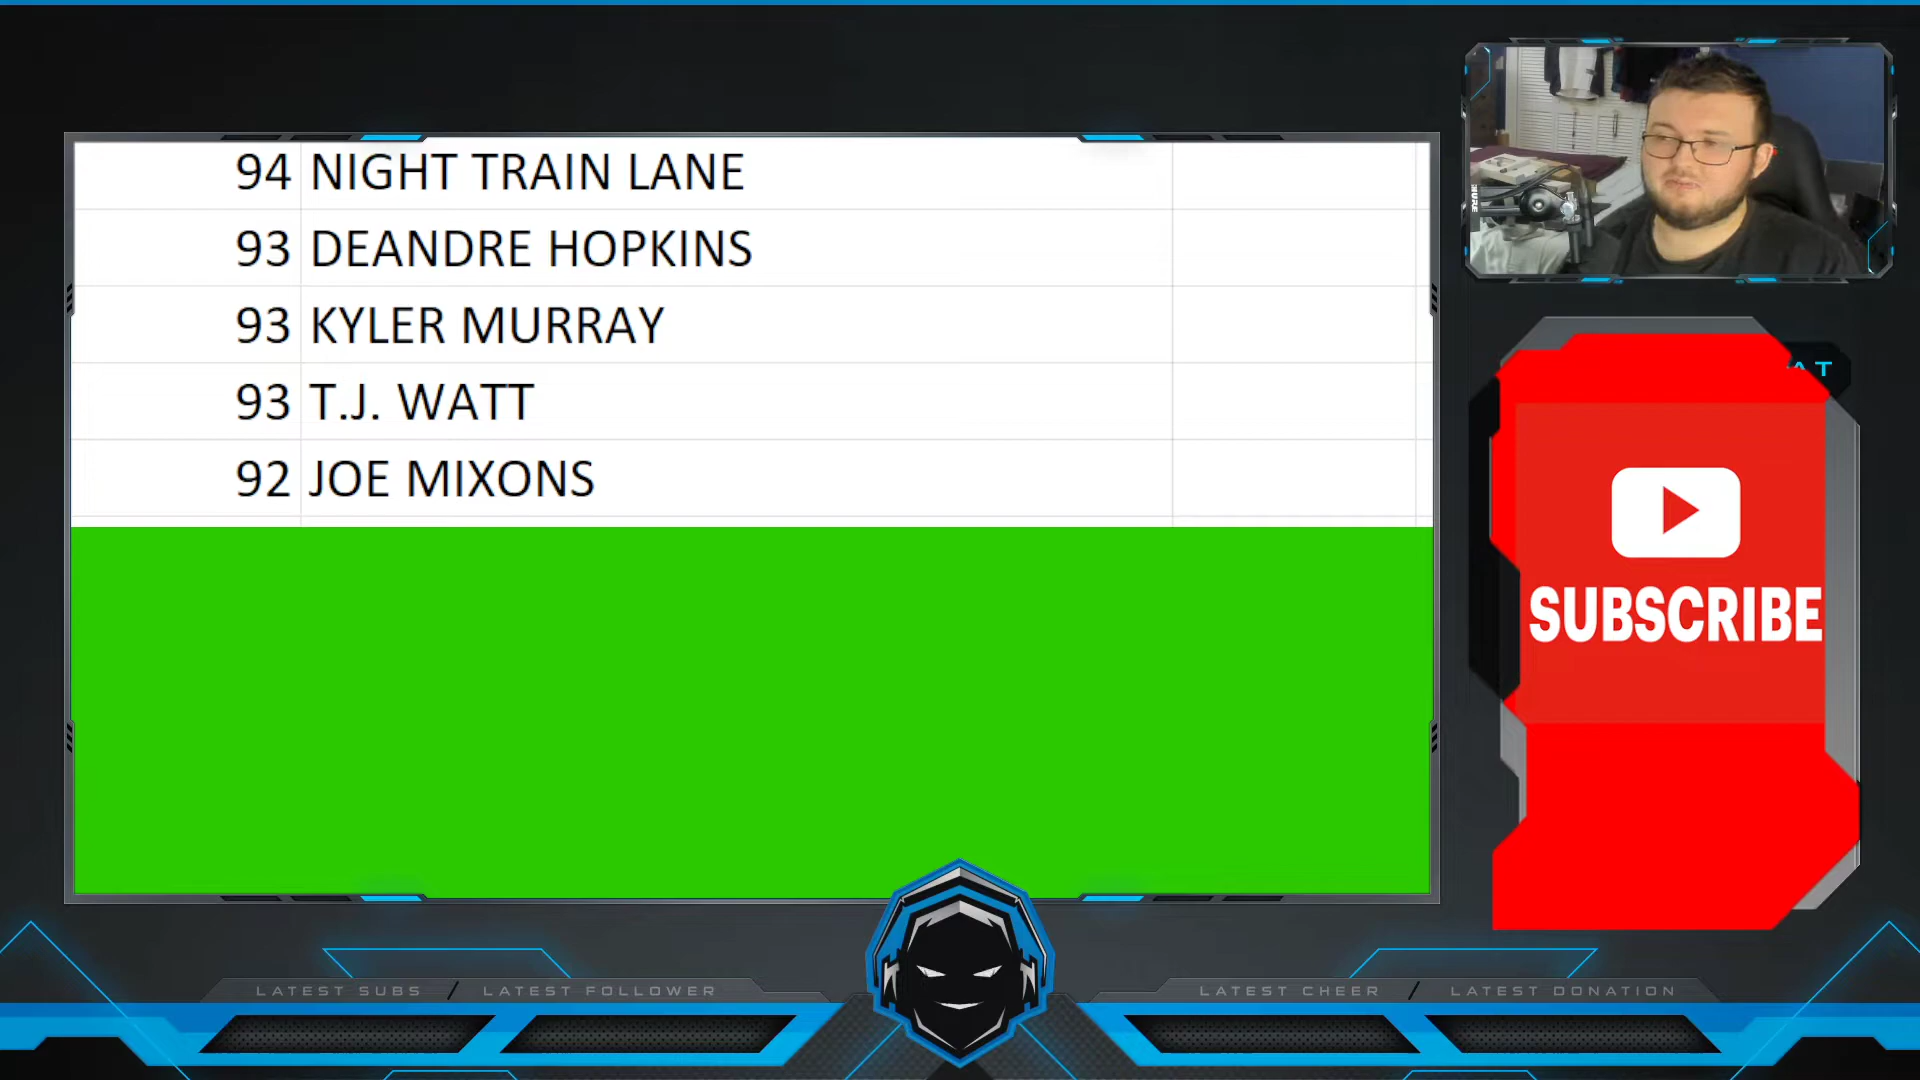 94 NIGHT TRAIN LANE
93 DEANDRE HOPKINS
93 KYLER MURRAY
93 T.J. WATT
92 JOE MIXONS
SUBSCRIBE
LATEST SUBS / LATEST FOLLOWER
LATEST CHEER / LATEST DONATION